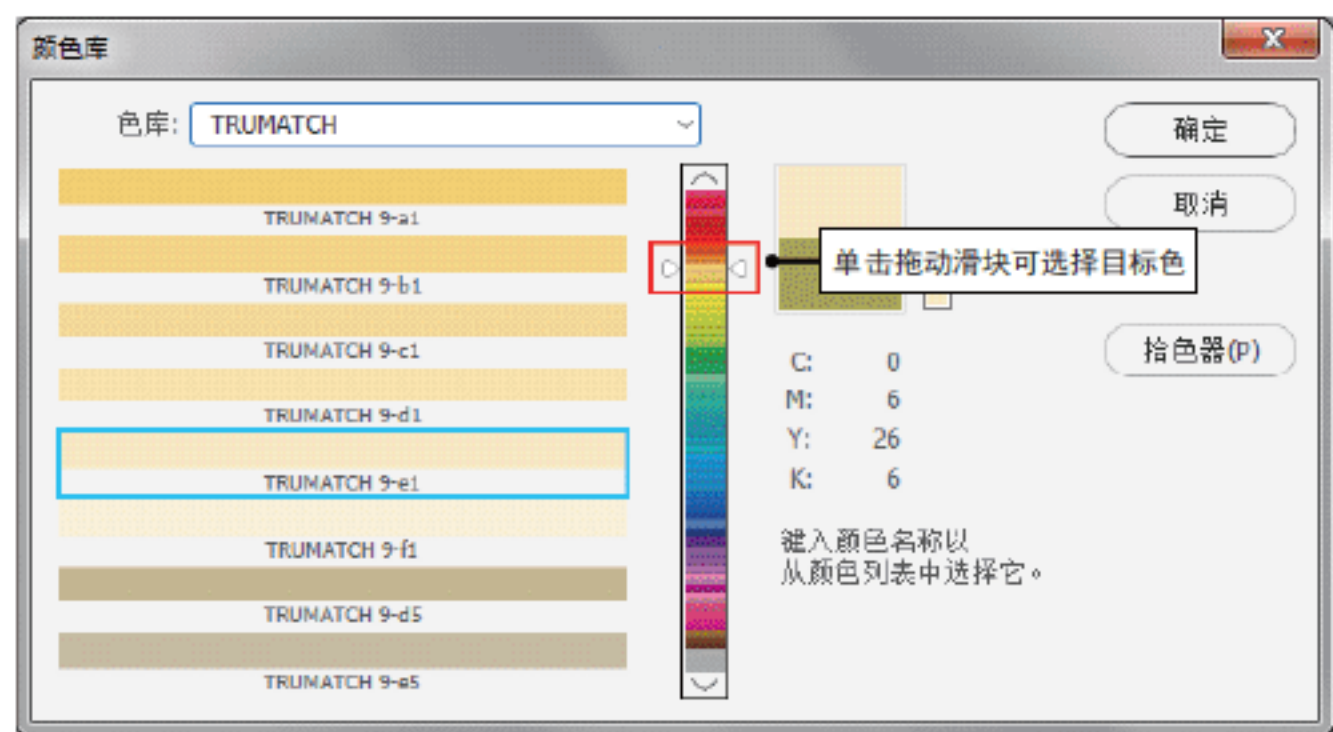 颜色库
色库: TRUMATCH
确定
取消
TRUMATCH 9-a1
TRUMATCH 9-b1
TRUMATCH 9-c1
TRUMATCH 9-d1
TRUMATCH 9-e1
TRUMATCH 9-f1
TRUMATCH 9-d5
TRUMATCH 9-e5
单击拖动滑块可选择目标色
拾色器(P)
C: 0
M: 6
Y: 26
K: 6
键入颜色名称以
从颜色列表中选择它。